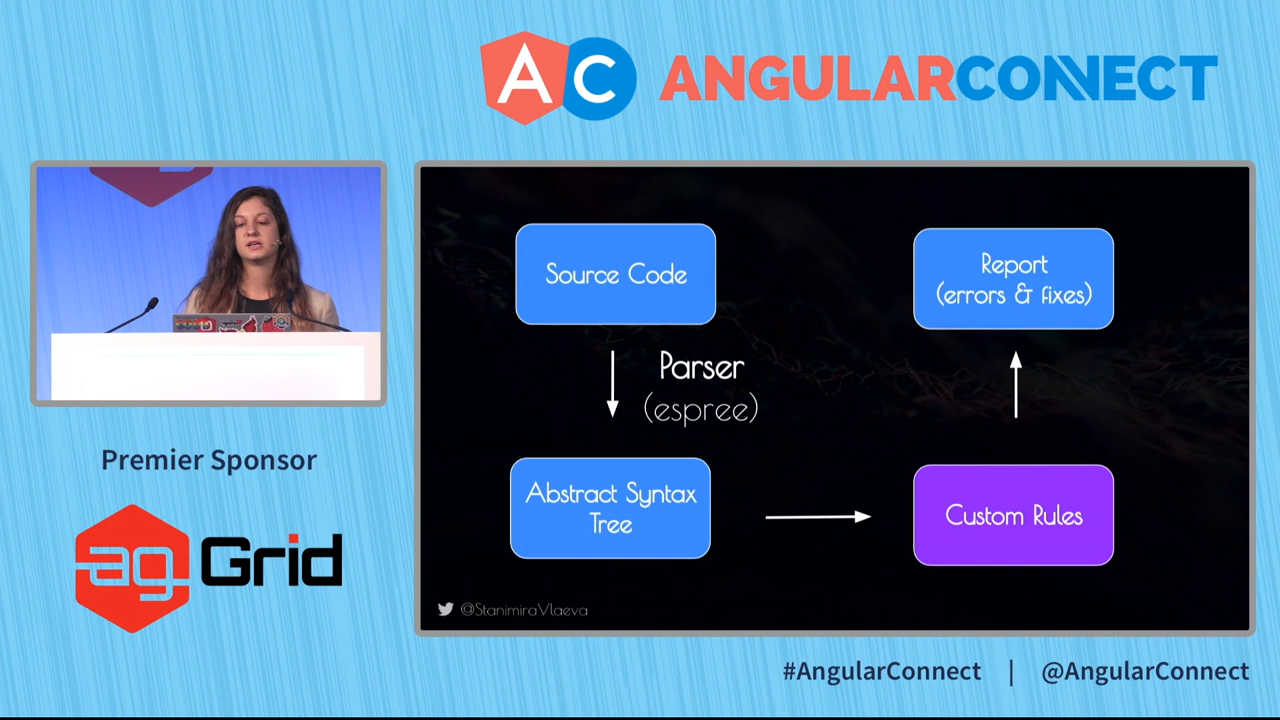 AC ANGULARCONNECT
Source Code
Parser
(espree)
Abstract Syntax
Tree
Custom Rules
Report
(errors & fixes)
@StanimiraVlaeva
Premier Sponsor
ag Grid
#AngularConnect | @AngularConnect